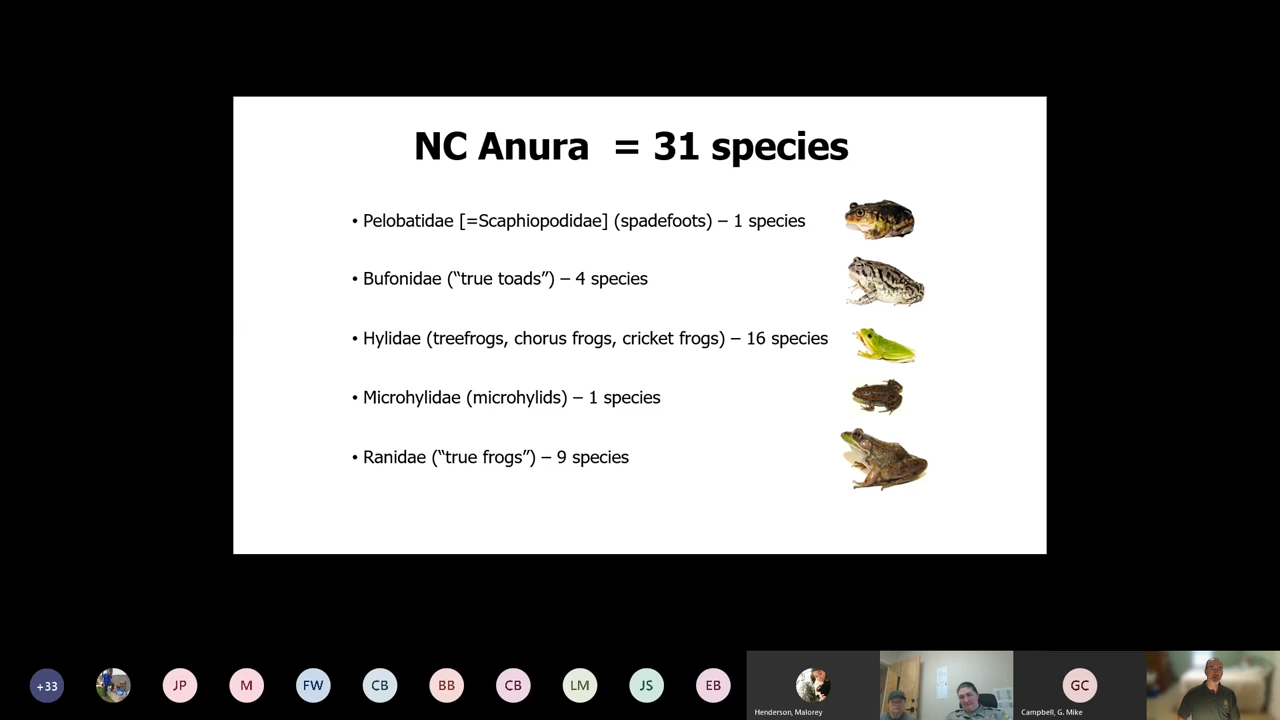 NC Anura = 31 species
• Pelobatidae [=Scaphiopodidae] (spadefoots) – 1 species
• Bufonidae (“true toads”) – 4 species
• Hylidae (treefrogs, chorus frogs, cricket frogs) – 16 species
• Microhylidae (microhylids) – 1 species
• Ranidae (“true frogs”) – 9 species
+33
JP
M
FW
CB
BB
CB
LM
JS
EB
GC
Henderson, Malorey
Campbell, G. Mike